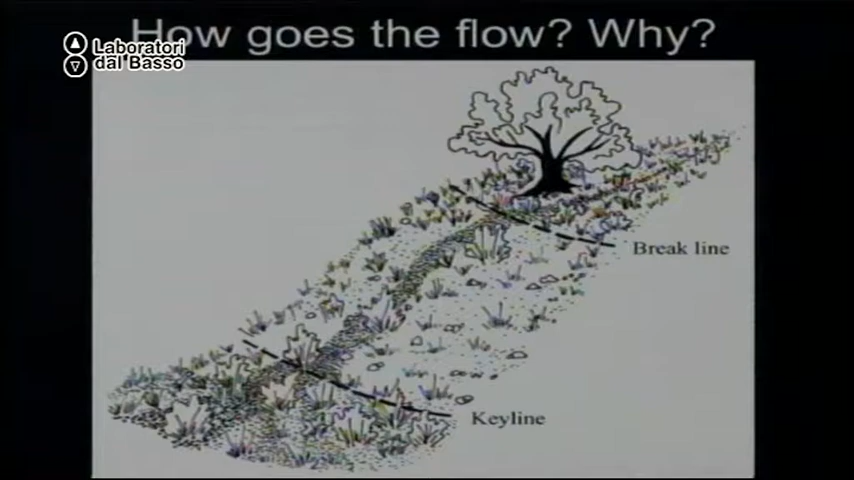 How goes the flow? Why?
Laboratori
dal Basso
Break line
Keyline